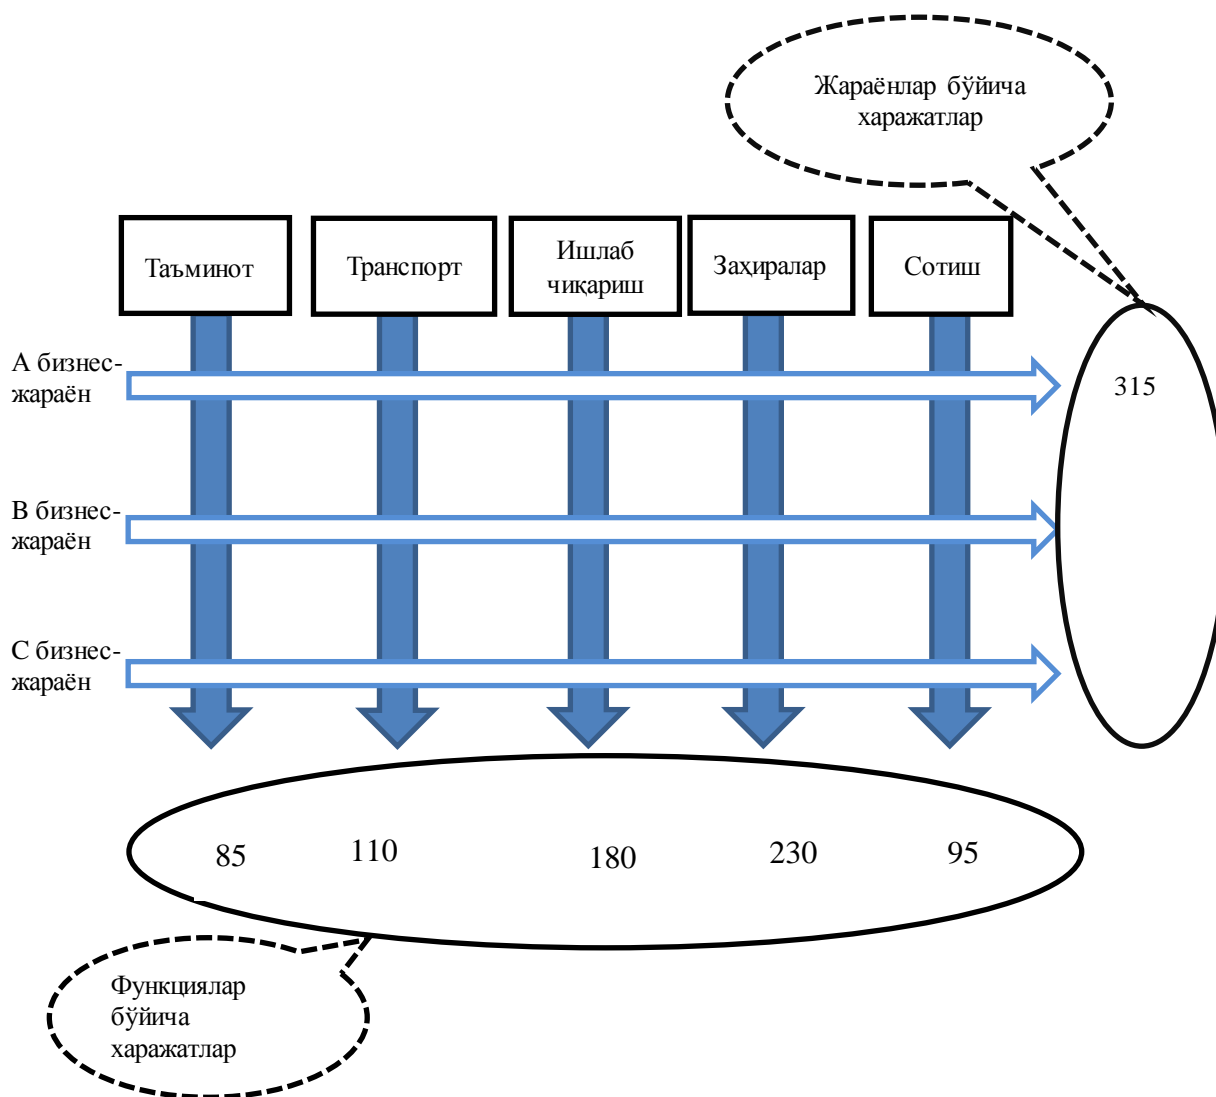 Жараёнлар бўйича
харажатлар
Таъминот
Транспорт
Ишлаб
чиқариш
Заҳиралар
Сотиш
А бизнес-
жараён
315
В бизнес-
жараён
С бизнес-
жараён
85
110
180
230
95
Функциялар
бўйича
харажатлар